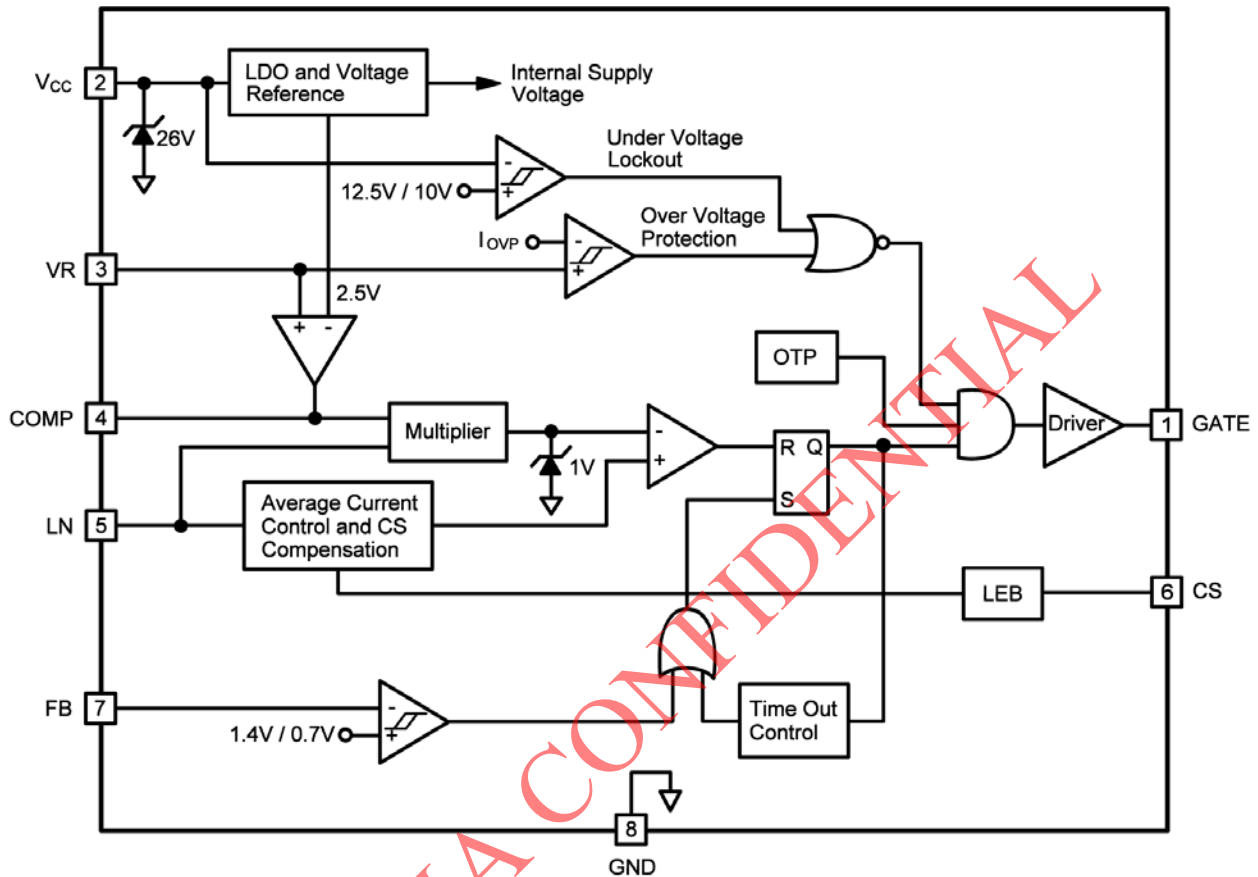 VCC
2
LDO and Voltage
Reference
Internal Supply
Voltage
26V
Under Voltage
Lockout
-
+
12.5V / 10V
Over Voltage
Protection
IOVP
-
+
VR
3
2.5V
+ -
OTP
COMP
4
Multiplier
-
+
1V
R Q
S
Driver
1
GATE
LN
5
Average Current
Control and CS
Compensation
LEB
6
CS
FB
7
-
+
1.4V / 0.7V
Time Out
Control
8
GND
CONFIDENTIAL